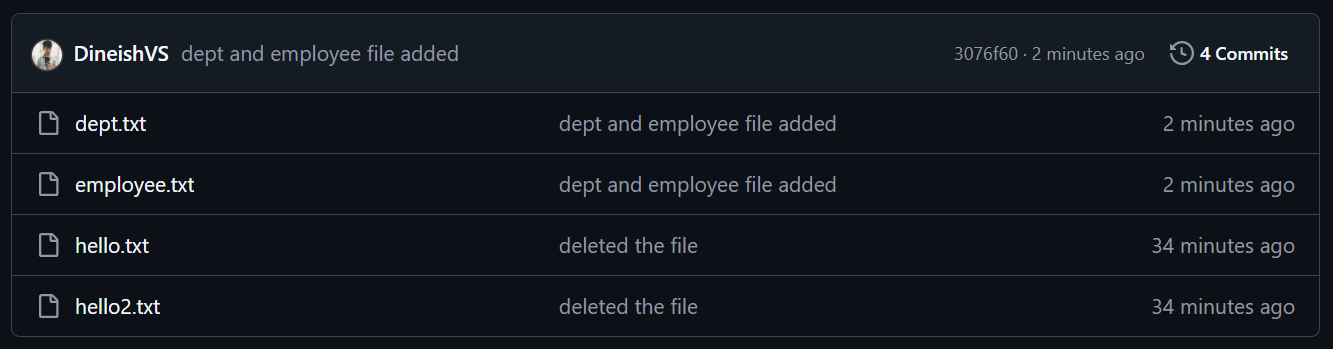 DineishVS dept and employee file added 3076f60 · 2 minutes ago 4 Commits
dept.txt dept and employee file added 2 minutes ago
employee.txt dept and employee file added 2 minutes ago
hello.txt deleted the file 34 minutes ago
hello2.txt deleted the file 34 minutes ago